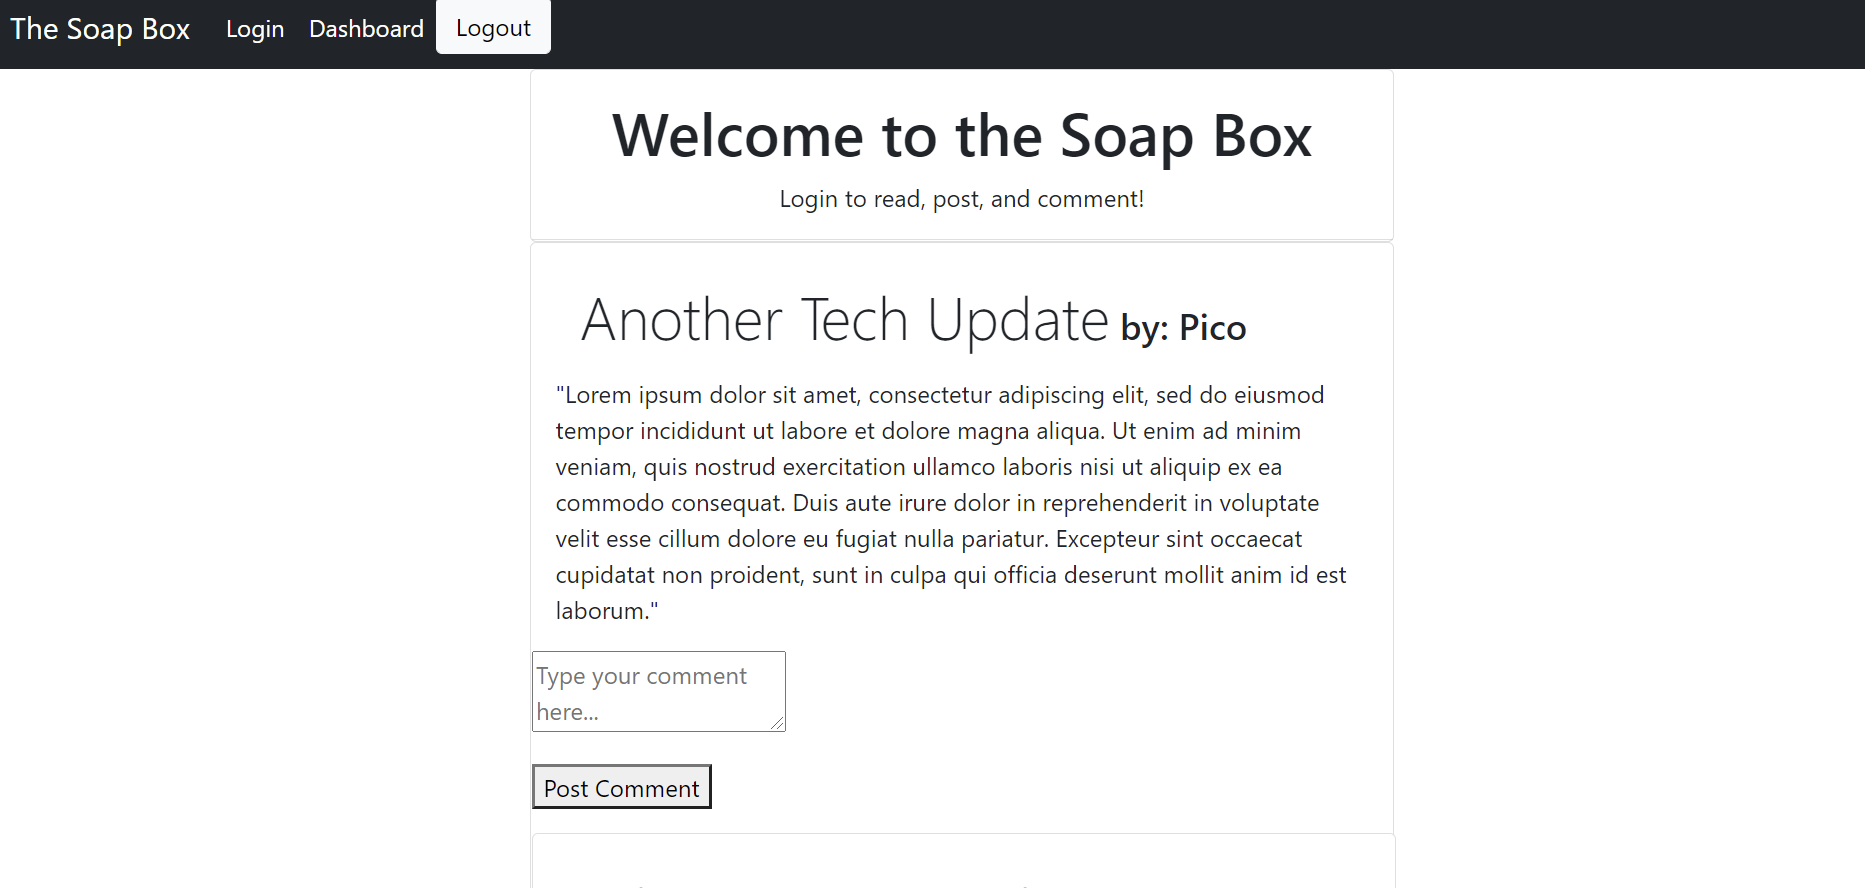 The Soap Box Login Dashboard Logout
Welcome to the Soap Box
Login to read, post, and comment!
Another Tech Update by: Pico
"Lorem ipsum dolor sit amet, consectetur adipiscing elit, sed do eiusmod
tempor incididunt ut labore et dolore magna aliqua. Ut enim ad minim
veniam, quis nostrud exercitation ullamco laboris nisi ut aliquip ex ea
commodo consequat. Duis aute irure dolor in reprehenderit in voluptate
velit esse cillum dolore eu fugiat nulla pariatur. Excepteur sint occaecat
cupidatat non proident, sunt in culpa qui officia deserunt mollit anim id est
laborum."
Type your comment
here...
Post Comment